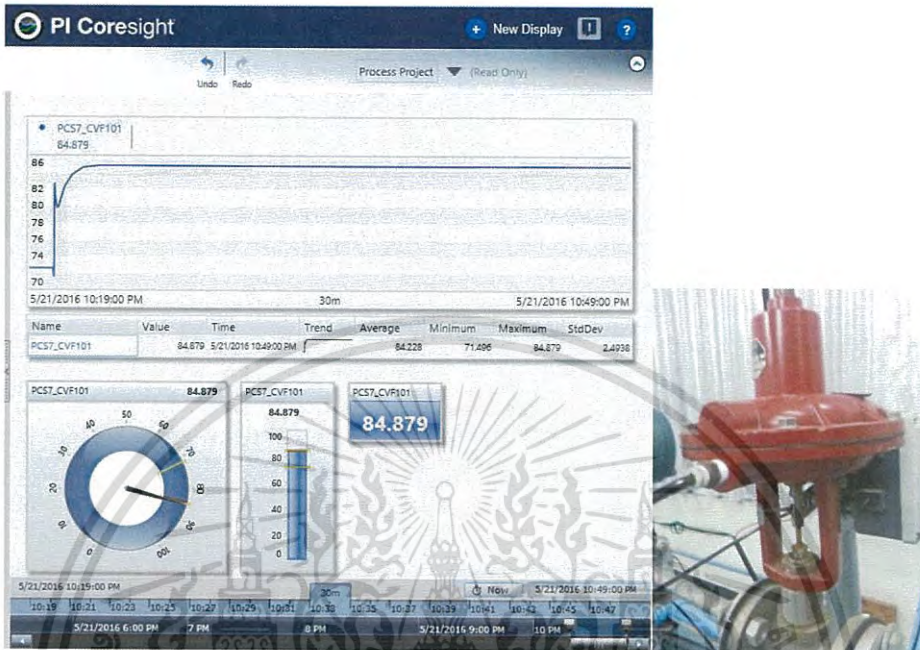 PI Coresight
+ New Display ! ?
Undo Redo Process Project (Read Only)
PCS7_CVF101
84.879
86
82
80
78
76
74
70
5/21/2016 10:19:00 PM 30m 5/21/2016 10:49:00 PM
Name Value Time Trend Average Minimum Maximum StdDev
PCS7_CVF101 84.879 5/21/2016 10:49:00 PM 84.228 71.496 84.879 2.4938
PCS7_CVF101 84.879
0 10 20 30 40 50 60 70 80 90 100
PCS7_CVF101
84.879
100
80
60
40
20
0
PCS7_CVF101
84.879
5/21/2016 10:19:00 PM 30m Now 5/21/2016 10:49:00 PM
10:19 10:21 10:23 10:25 10:27 10:29 10:31 10:33 10:35 10:37 10:39 10:41 10:43 10:45 10:47
5/21/2016 6:00 PM 7 PM 8 PM 5/21/2016 9:00 PM 10 PM